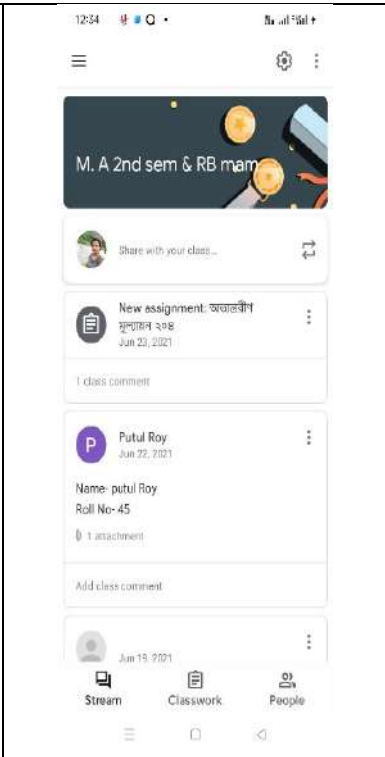 12:54
M. A 2nd sem & RB mam
Share with your class...
New assignment: অভ্যন্তরীণ
মূল্যায়ন ২০৪
Jun 23, 2021
1 class comment
P
Putul Roy
Jun 22, 2021
Name- putul Roy
Roll No- 45
1 attachment
Add class comment
Jun 19, 2021
Stream Classwork People